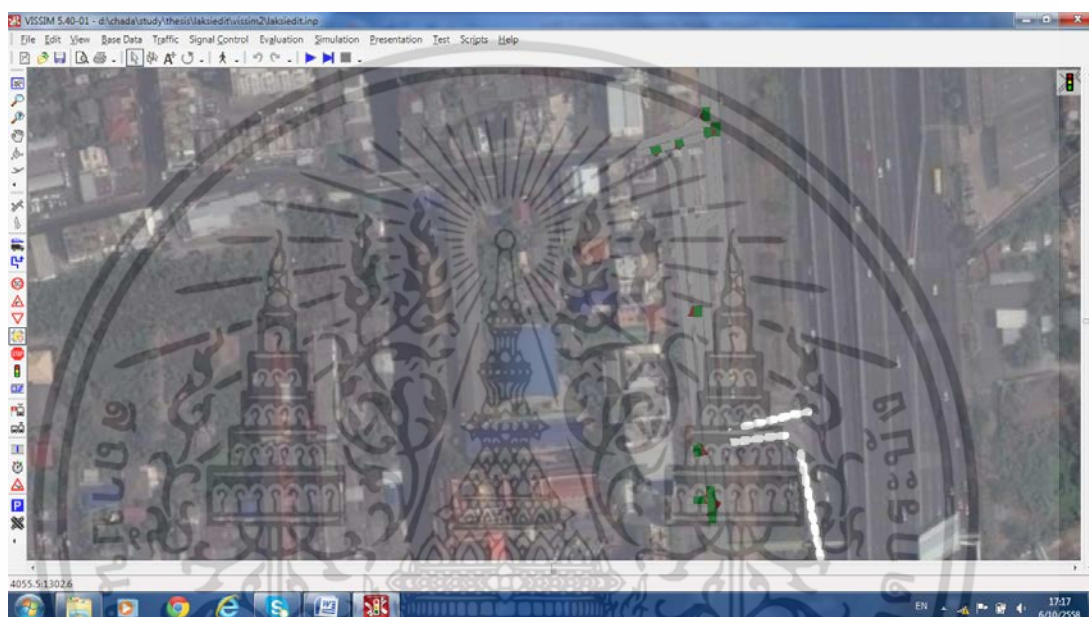 VISSIM 5.40-01 - d:\chada\study\thesis\laksiedit\vissim2\laksiedit.inp
File Edit View Base Data Traffic Signal Control Evaluation Simulation Presentation Test Scripts Help
4055.5:1302.6
EN
17:17
6/10/2558